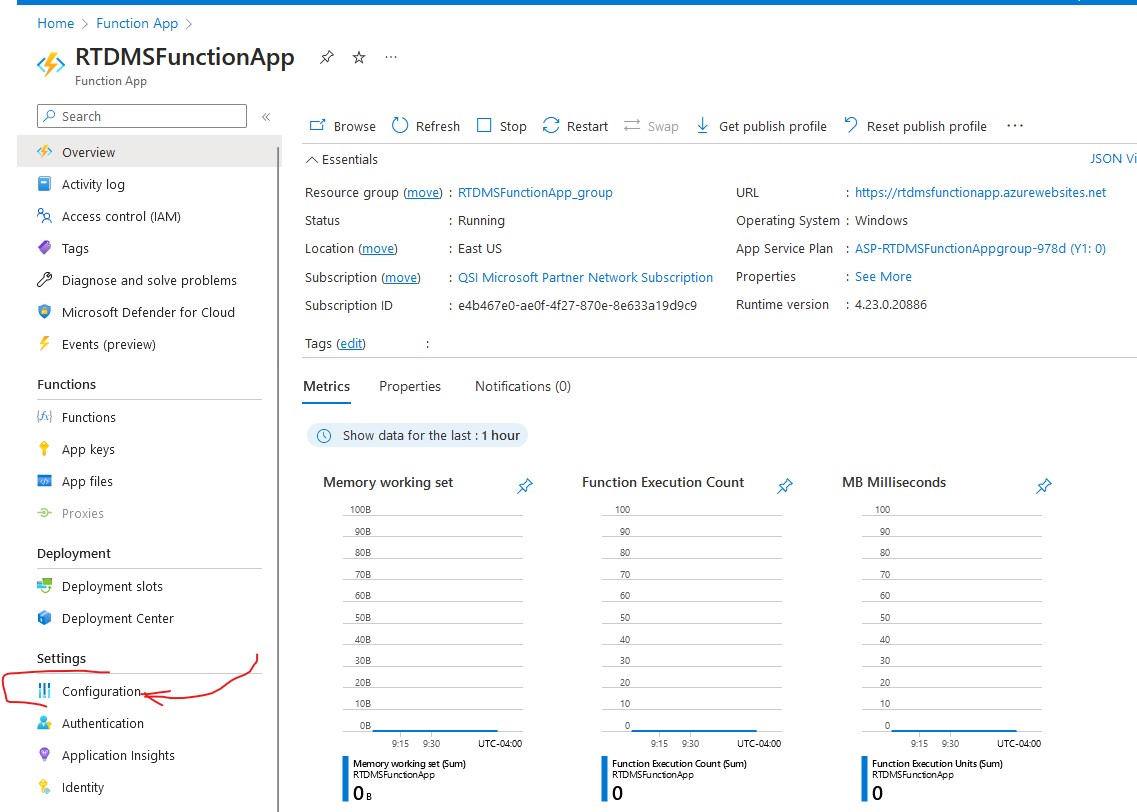 Home > Function App >
RTDMSFunctionApp
Function App
Search
«
Browse
Refresh
Stop
Restart
Swap
Get publish profile
Reset publish profile
Overview
Activity log
Access control (IAM)
Tags
Diagnose and solve problems
Microsoft Defender for Cloud
Events (preview)
Functions
Functions
App keys
App files
Proxies
Deployment
Deployment slots
Deployment Center
Settings
Configuration
Authentication
Application Insights
Identity
Essentials
JSON Vi
Resource group (move) : RTDMSFunctionApp_group
Status : Running
Location (move) : East US
Subscription (move) : QSI Microsoft Partner Network Subscription
Subscription ID : e4b467e0-ae0f-4f27-870e-8e633a19d9c9
Tags (edit) :
URL : https://rtdmsfunctionapp.azurewebsites.net
Operating System : Windows
App Service Plan : ASP-RTDMSFunctionAppgroup-978d (Y1: 0)
Properties : See More
Runtime version : 4.23.0.20886
Metrics
Properties
Notifications (0)
Show data for the last : 1 hour
Memory working set
100B
90B
80B
70B
60B
50B
40B
30B
20B
10B
0B
9:15 9:30 UTC-04:00
Memory working set (Sum)
RTDMSFunctionApp
0 B
Function Execution Count
100
90
80
70
60
50
40
30
20
10
0
9:15 9:30 UTC-04:00
Function Execution Count (Sum)
RTDMSFunctionApp
0
MB Milliseconds
100
90
80
70
60
50
40
30
20
10
0
9:15 9:30 UTC-04:00
Function Execution Units (Sum)
RTDMSFunctionApp
0